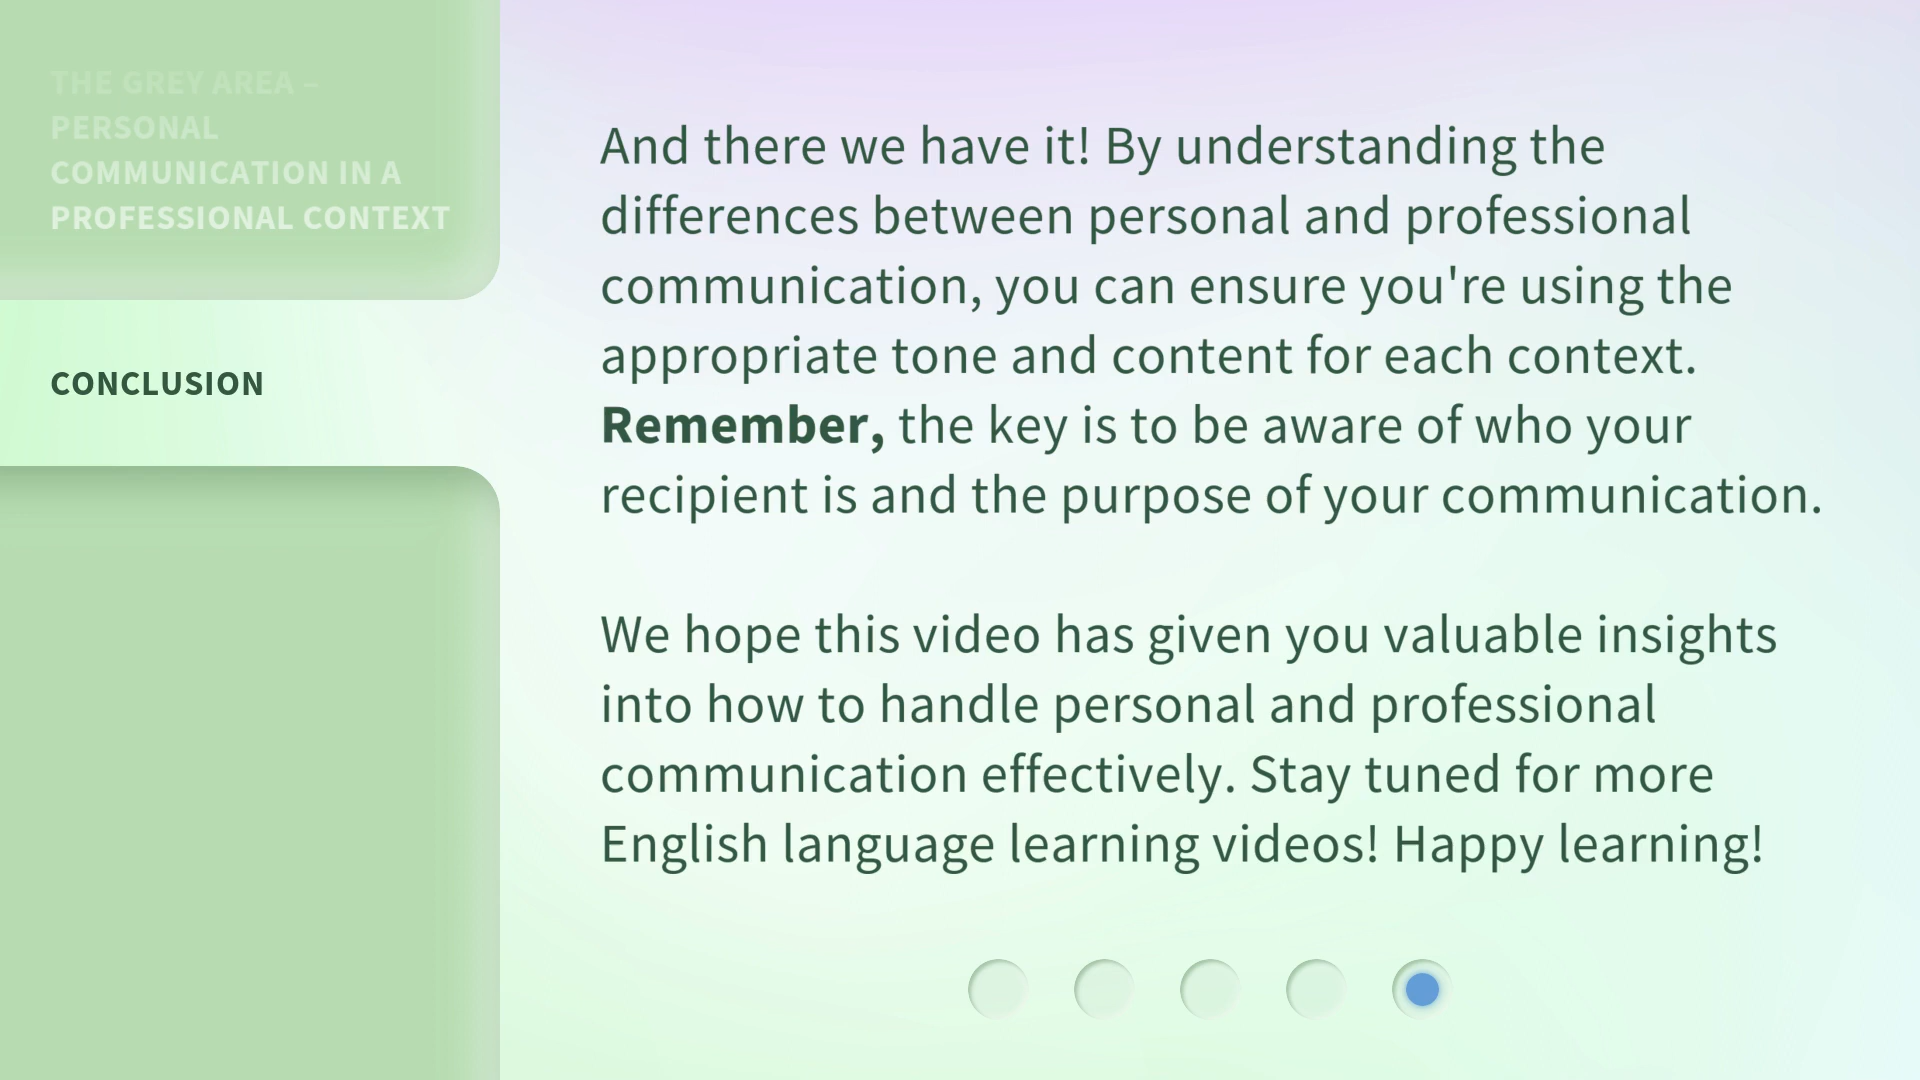 THE GREY AREA –
PERSONAL
COMMUNICATION IN A
PROFESSIONAL CONTEXT
CONCLUSION
And there we have it! By understanding the
differences between personal and professional
communication, you can ensure you're using the
appropriate tone and content for each context.
Remember, the key is to be aware of who your
recipient is and the purpose of your communication.
We hope this video has given you valuable insights
into how to handle personal and professional
communication effectively. Stay tuned for more
English language learning videos! Happy learning!